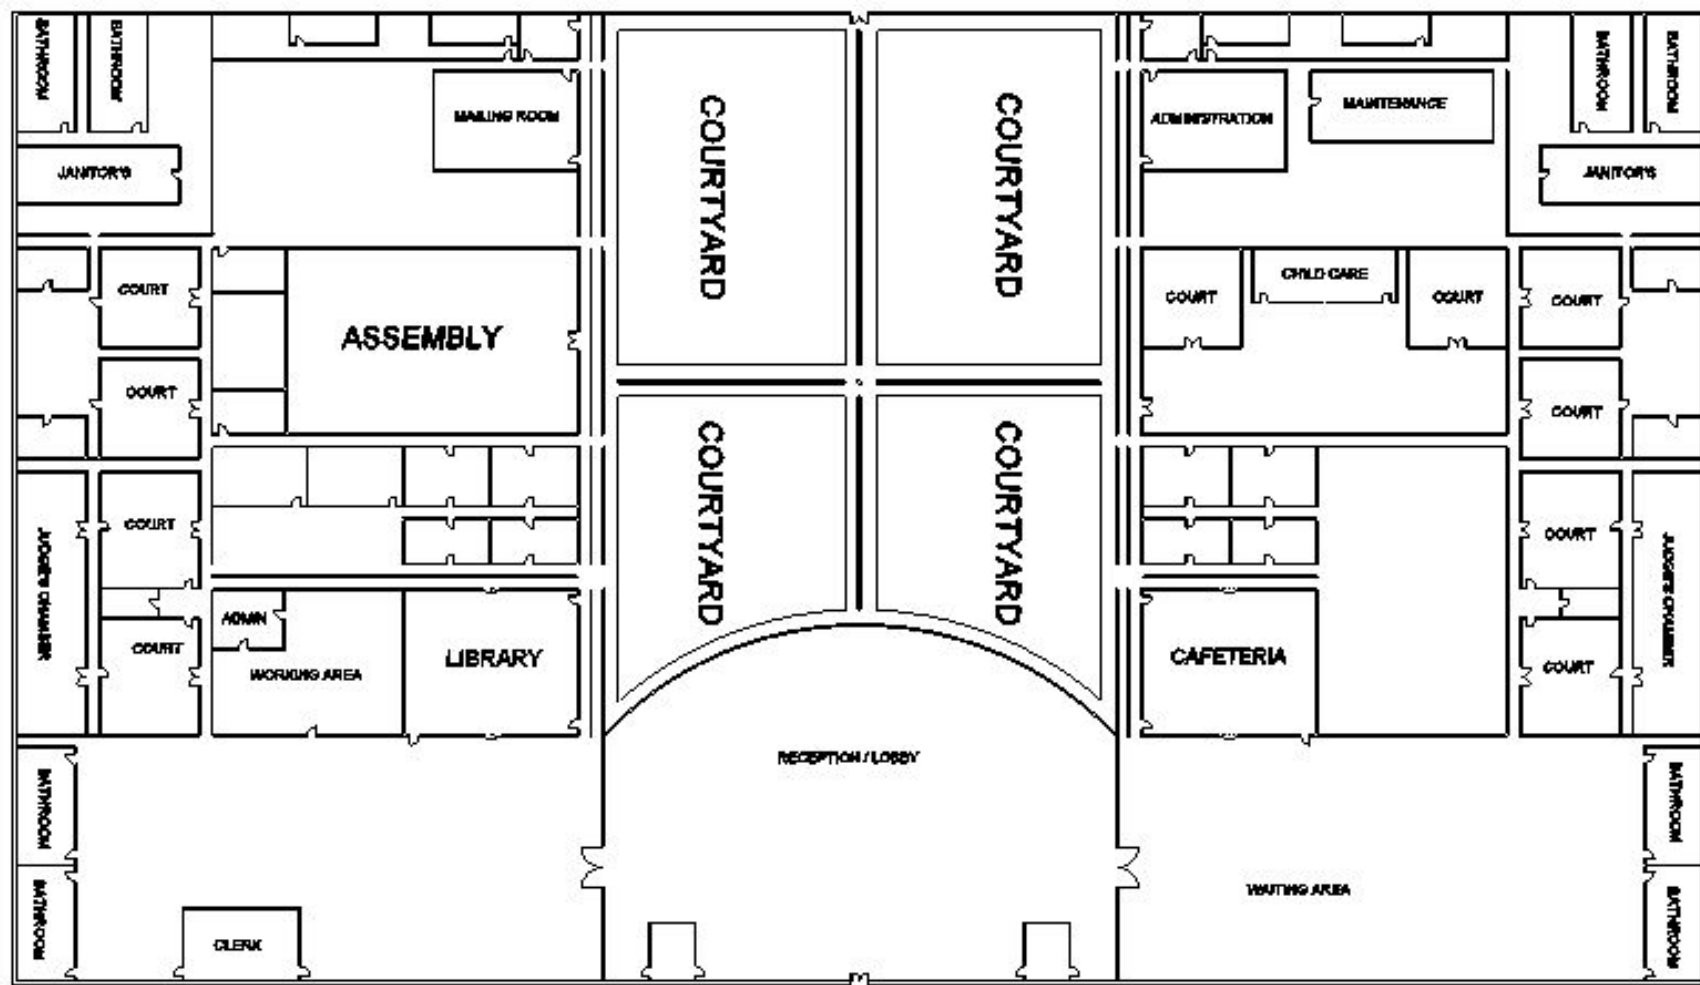 BATHROOM
BATHROOM
BATHROOM
BATHROOM
MAILING ROOM
COURTYARD
COURTYARD
ADMINISTRATION
MAINTENANCE
JANITOR'S
JANITOR'S
COURT
ASSEMBLY
COURT
CHILD CARE
COURT
COURT
COURT
COURT
COURTYARD
COURTYARD
COURT
COURT
JUDGE'S CHAMBER
JUDGE'S CHAMBER
ADMIN
COURT
WORKING AREA
LIBRARY
CAFETERIA
COURT
RECEPTION / LOBBY
BATHROOM
BATHROOM
WAITING AREA
BATHROOM
CLERK
BATHROOM